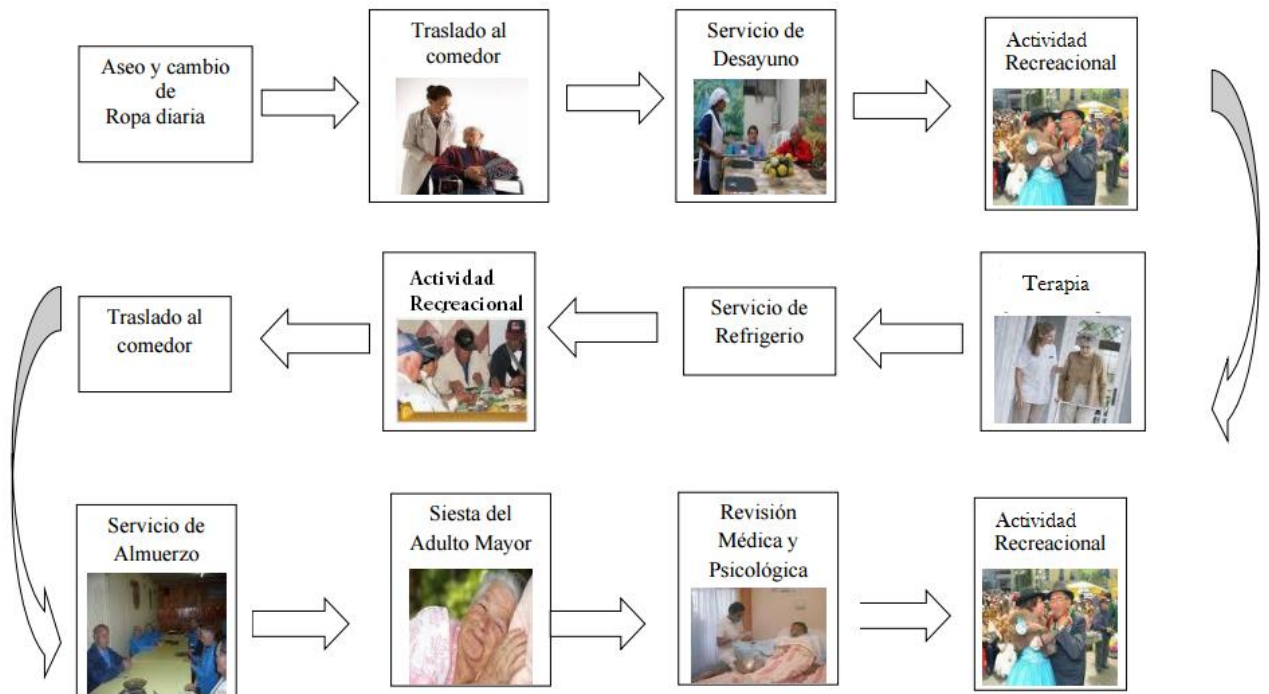 Aseo y cambio
de
Ropa diaria
Traslado al
comedor
Servicio de
Desayuno
Actividad
Recreacional
Terapia
Servicio de
Refrigerio
Actividad
Recreacional
Traslado al
comedor
Servicio de
Almuerzo
Siesta del
Adulto Mayor
Revisión
Médica y
Psicológica
Actividad
Recreacional